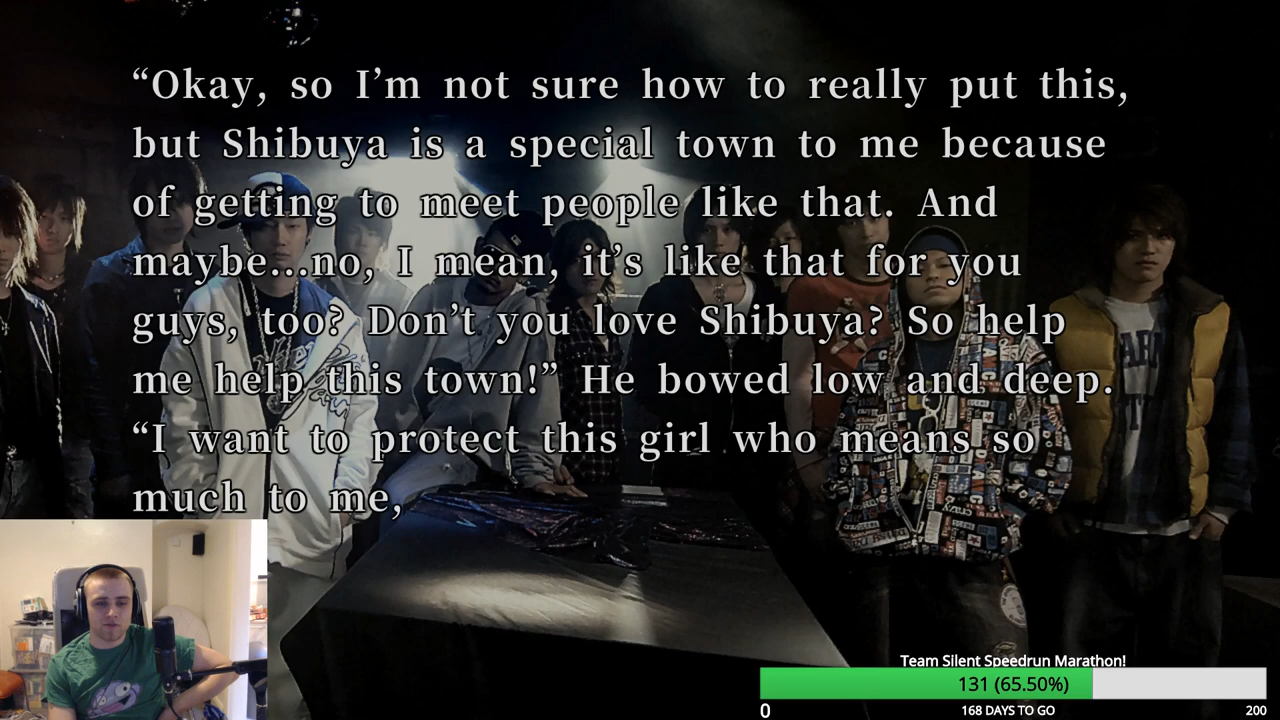 “Okay, so I’m not sure how to really put this,
but Shibuya is a special town to me because
of getting to meet people like that. And
maybe...no, I mean, it’s like that for you
guys, too? Don’t you love Shibuya? So help
me help this town!” He bowed low and deep.
“I want to protect this girl who means so
much to me,
Team Silent Speedrun Marathon!
131 (65.50%)
0 168 DAYS TO GO 200